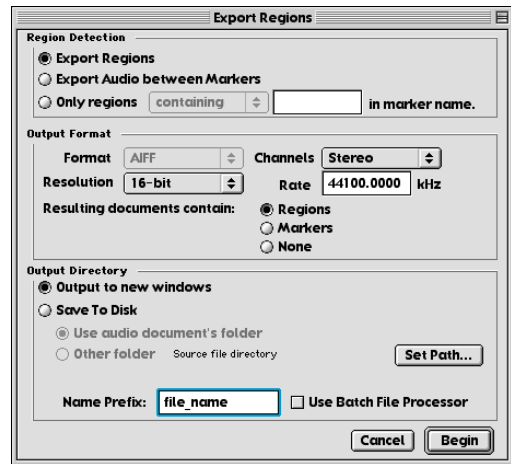 Export Regions
Region Detection
Export Regions
Export Audio between Markers
Only regions containing in marker name.
Output Format
Format AIFF Channels Stereo
Resolution 16-bit Rate 44100.0000 kHz
Resulting documents contain: Regions
Markers
None
Output Directory
Output to new windows
Save To Disk
Use audio document's folder
Other folder Source file directory Set Path...
Name Prefix: file_name Use Batch File Processor
Cancel Begin